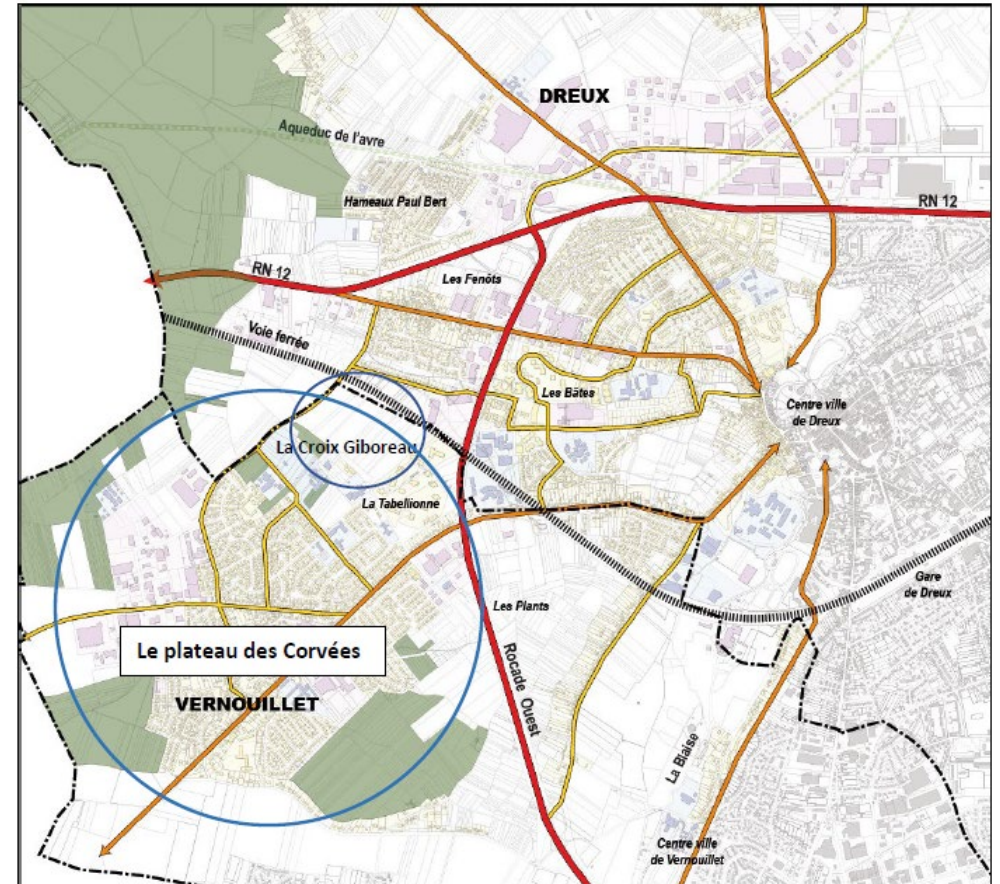 DREUX
Aqueduc de l'avre
Hameaux Paul Bert
RN 12
RN 12
Les Fenôts
Voie ferrée
Les Bâtes
Centre ville
de Dreux
La Croix Giboreau
La Tabellionne
Gare
de Dreux
Les Plants
Le plateau des Corvées
Rocade Ouest
VERNOUILLET
La Blaise
Centre ville
de Vernouillet